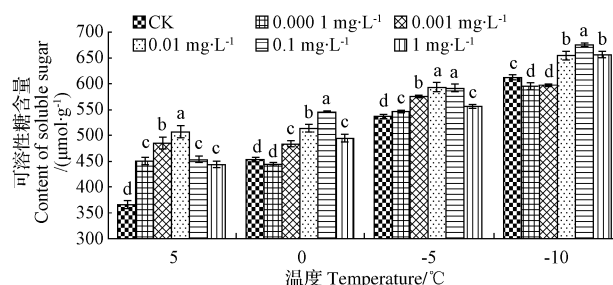 CK 0.000 1 mg·L-1 0.001 mg·L-1
0.01 mg·L-1 0.1 mg·L-1 1 mg·L-1
可溶性糖含量
Content of soluble sugar
/(μmol·g-1)
700
650
600
550
500
450
400
350
300
d c b a c c
d d c b a c
d c b a a c
c d d b a b
5 0 -5 -10
温度 Temperature/℃